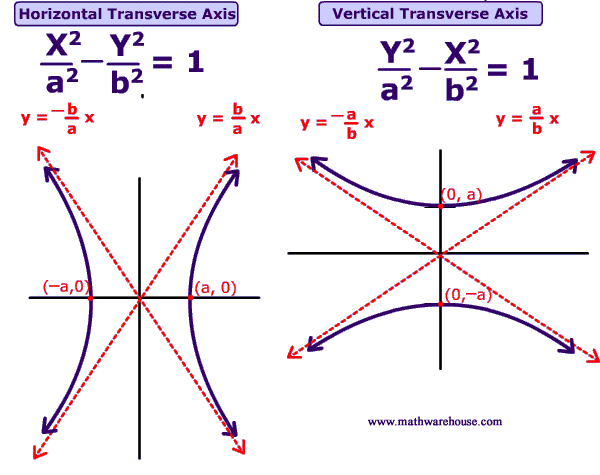 Horizontal Transverse Axis
X²/a² − Y²/b² = 1
y = −b/a x
y = b/a x
(−a,0)
(a, 0)
Vertical Transverse Axis
Y²/a² − X²/b² = 1
y = −a/b x
y = a/b x
(0, a)
(0,−a)
www.mathwarehouse.com